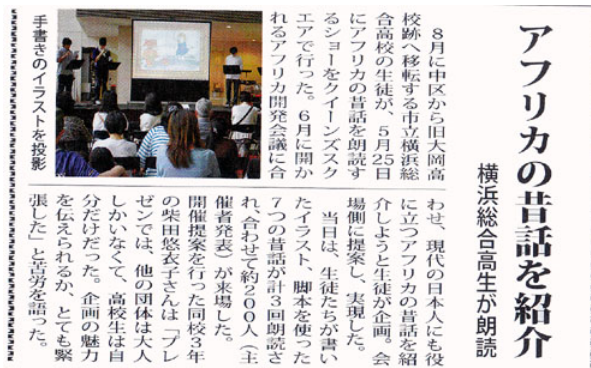 アフリカの昔話を紹介
横浜総合高生が朗読
８月に中区から旧大岡高
校跡へ移転する市立横浜総
合高校の生徒が、５月25日
にアフリカの昔話を朗読す
るショーをクイーンズスク
エアで行った。６月に開か
れるアフリカ開発会議に合
わせ、現代の日本人にも役
に立つアフリカの昔話を紹
介しようと生徒が企画。会
場側に提案し、実現した。
当日は、生徒たちが書い
たイラスト、脚本を使った
７つの昔話が計３回朗読さ
れ、合わせて約２００人（主
催者発表）が来場した。
開催提案を行った同校３年
の柴田悠衣子さんは「プレ
ゼンでは、他の団体は大人
しかいなくて、高校生は自
分だけだった。企画の魅力
を伝えられるか、とても緊
張した」と苦労を語った。
手書きのイラストを投影